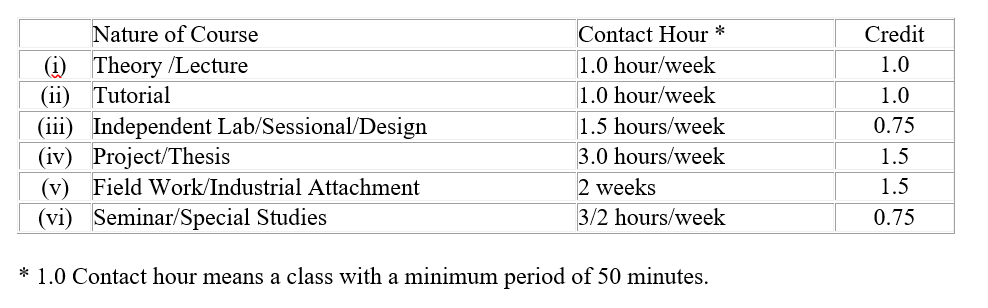 Nature of Course Contact Hour * Credit
(i) Theory /Lecture 1.0 hour/week 1.0
(ii) Tutorial 1.0 hour/week 1.0
(iii) Independent Lab/Sessional/Design 1.5 hours/week 0.75
(iv) Project/Thesis 3.0 hours/week 1.5
(v) Field Work/Industrial Attachment 2 weeks 1.5
(vi) Seminar/Special Studies 3/2 hours/week 0.75
* 1.0 Contact hour means a class with a minimum period of 50 minutes.